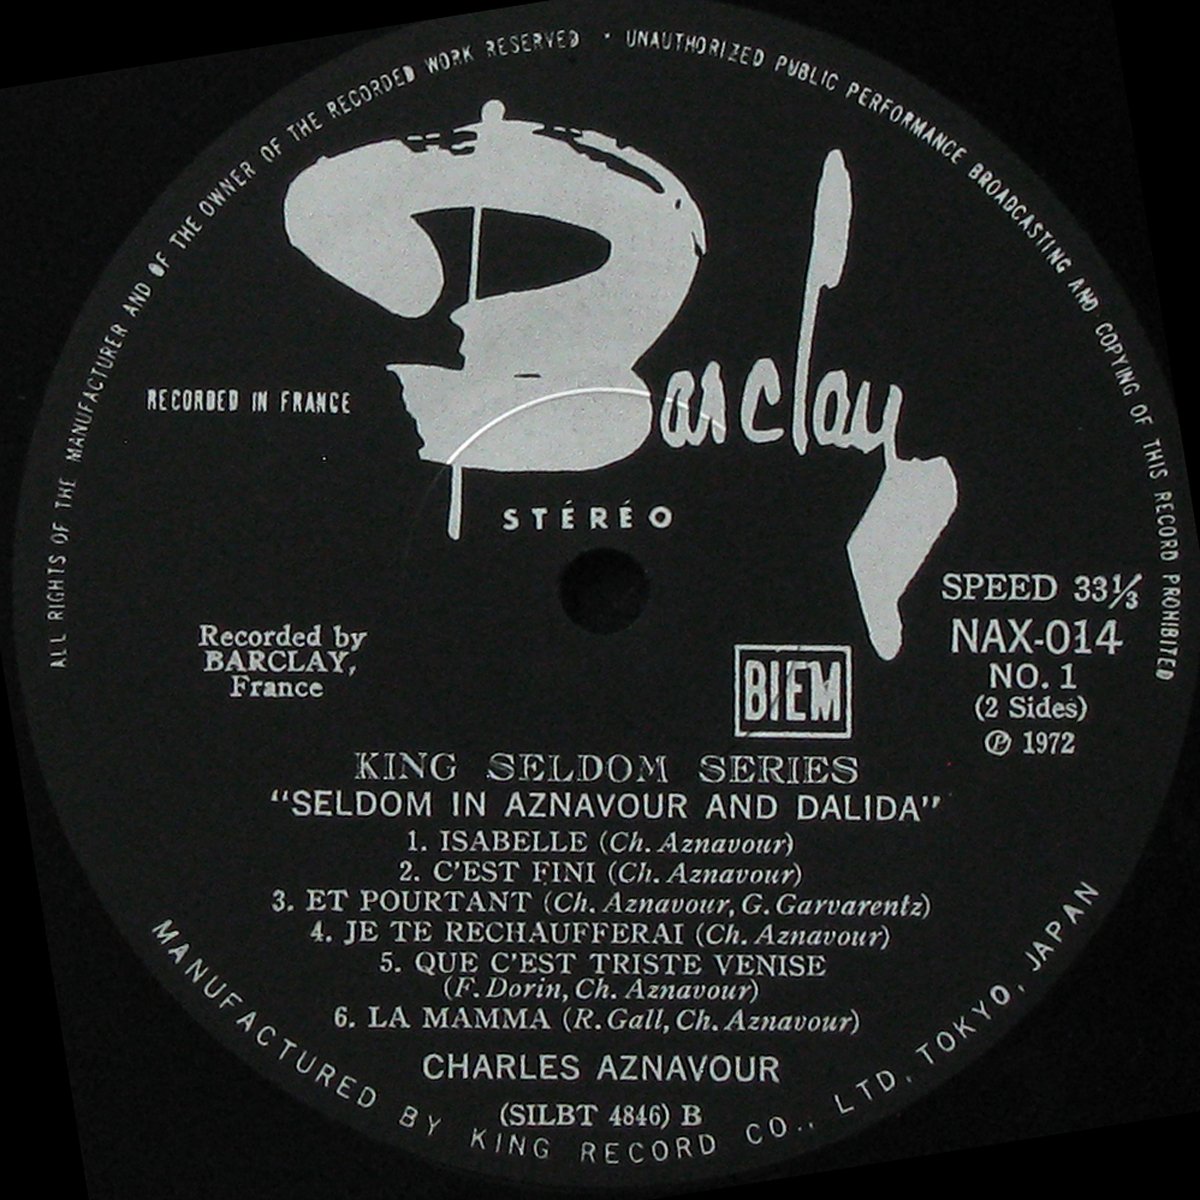 ALL RIGHTS OF THE MANUFACTURER AND OF THE OWNER OF THE RECORDED WORK RESERVED • UNAUTHORIZED PUBLIC PERFORMANCE BROADCASTING AND COPYING OF THIS RECORD PROHIBITED
Barclay
RECORDED IN FRANCE
STÉRÉO
SPEED 33⅓
NAX-014
NO. 1
(2 Sides)
℗ 1972
Recorded by
BARCLAY,
France
BIEM
KING SELDOM SERIES
“SELDOM IN AZNAVOUR AND DALIDA”
1. ISABELLE (Ch. Aznavour)
2. C'EST FINI (Ch. Aznavour)
3. ET POURTANT (Ch. Aznavour, G. Garvarentz)
4. JE TE RECHAUFFERAI (Ch. Aznavour)
5. QUE C'EST TRISTE VENISE
(F. Dorin, Ch. Aznavour)
6. LA MAMMA (R. Gall, Ch. Aznavour)
CHARLES AZNAVOUR
(SILBT 4846) B
MANUFACTURED BY KING RECORD CO., LTD, TOKYO, JAPAN